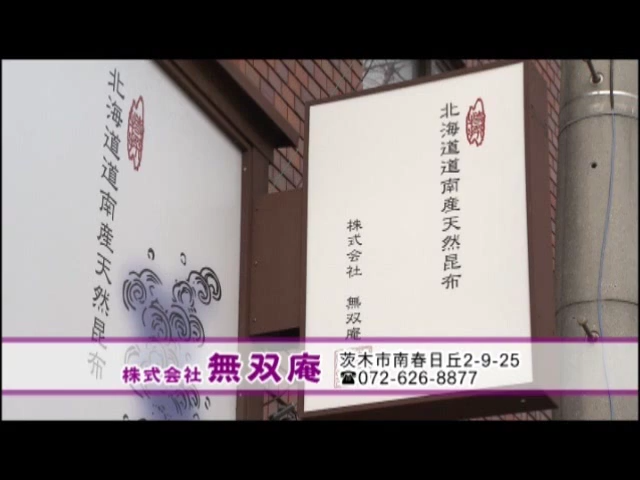 北海道道南産天然昆布
北海道道南産天然昆布
株式会社 無双庵
株式会社 無双庵
茨木市南春日丘2-9-25
☎072-626-8877